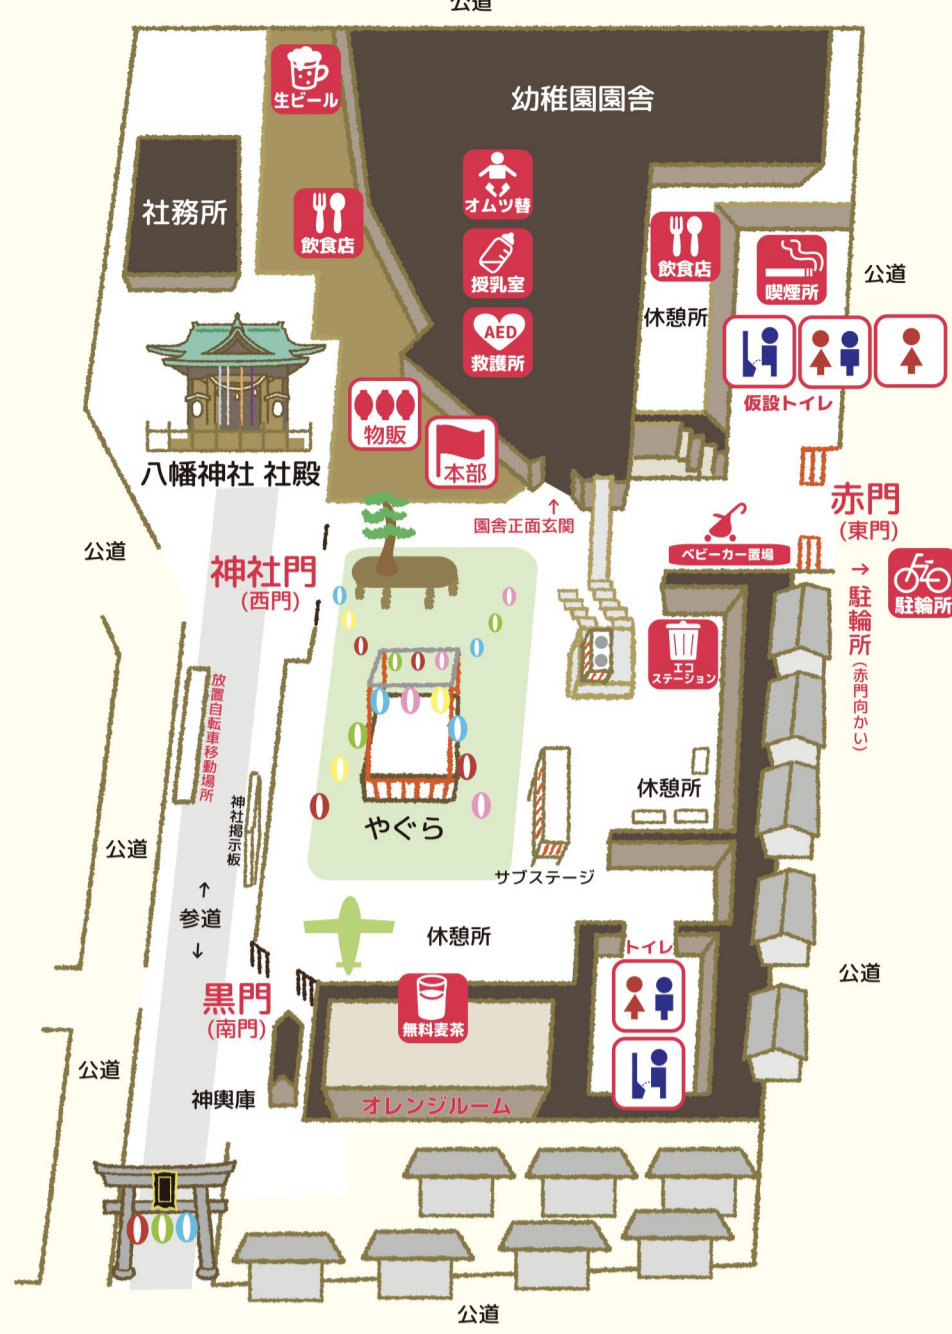 公道
生ビール
幼稚園園舎
オムツ替
社務所
飲食店
授乳室
飲食店
喫煙所
公道
休憩所
AED
救護所
仮設トイレ
物販
本部
八幡神社 社殿
赤門
(東門)
↑
園舎正面玄関
ベビーカー置場
公道
神社門
(西門)
→
駐輪所
駐輪所
(赤門向かい)
エコ
ステーション
放置自転車移動場所
神社掲示板
休憩所
やぐら
公道
サブステージ
↑
参道
↓
休憩所
トイレ
公道
黒門
(南門)
無料麦茶
公道
神輿庫
オレンジルーム
公道